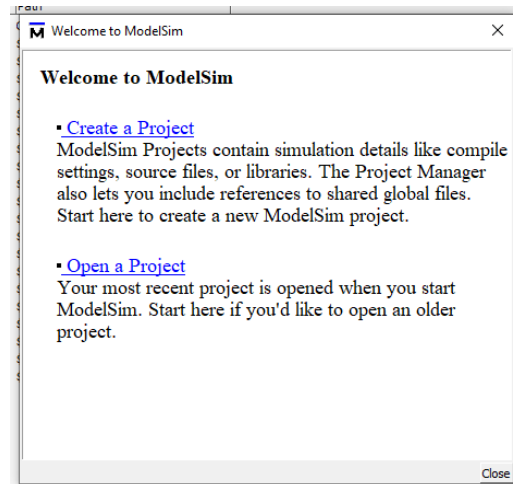 Path
Welcome to ModelSim
Welcome to ModelSim
Create a Project
ModelSim Projects contain simulation details like compile
settings, source files, or libraries. The Project Manager
also lets you include references to shared global files.
Start here to create a new ModelSim project.
Open a Project
Your most recent project is opened when you start
ModelSim. Start here if you'd like to open an older
project.
Close